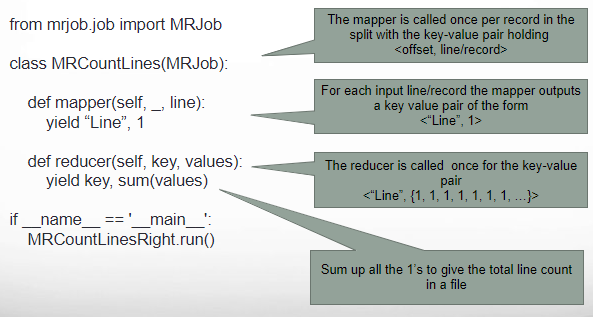 from mrjob.job import MRJob
class MRCountLines(MRJob):
def mapper(self, _, line):
yield “Line”, 1
def reducer(self, key, values):
yield key, sum(values)
if __name__ == '__main__':
MRCountLinesRight.run()
The mapper is called once per record in the
split with the key-value pair holding
<offset, line/record>
For each input line/record the mapper outputs
a key value pair of the form
<“Line”, 1>
The reducer is called once for the key-value
pair
<“Line”, {1, 1, 1, 1, 1, 1, 1, ...}>
Sum up all the 1’s to give the total line count
in a file